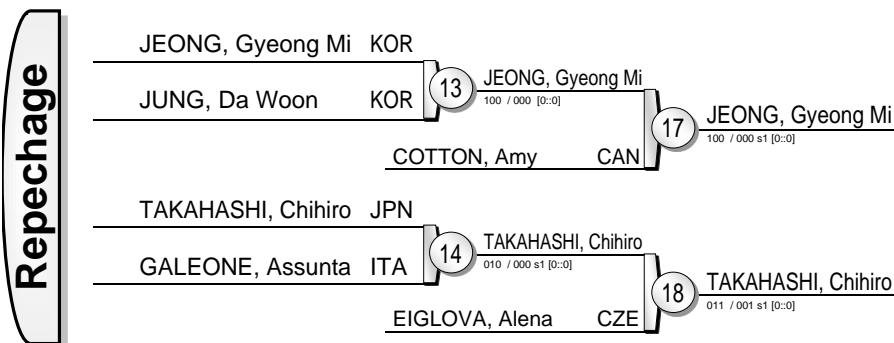 Repechage
JEONG, Gyeong Mi KOR
JUNG, Da Woon KOR
13
JEONG, Gyeong Mi
100 / 000 [0::0]
COTTON, Amy CAN
17
JEONG, Gyeong Mi
100 / 000 s1 [0::0]
TAKAHASHI, Chihiro JPN
GALEONE, Assunta ITA
14
TAKAHASHI, Chihiro
010 / 000 s1 [0::0]
EIGLOVA, Alena CZE
18
TAKAHASHI, Chihiro
011 / 001 s1 [0::0]